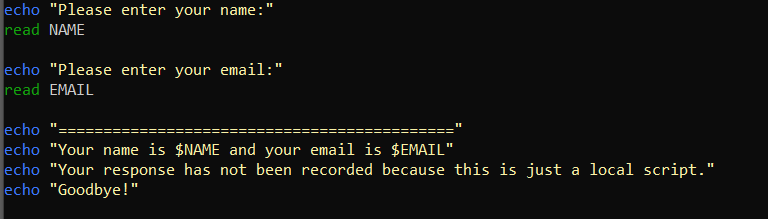 echo "Please enter your name:"
read NAME
echo "Please enter your email:"
read EMAIL
echo "============================================"
echo "Your name is $NAME and your email is $EMAIL"
echo "Your response has not been recorded because this is just a local script."
echo "Goodbye!"